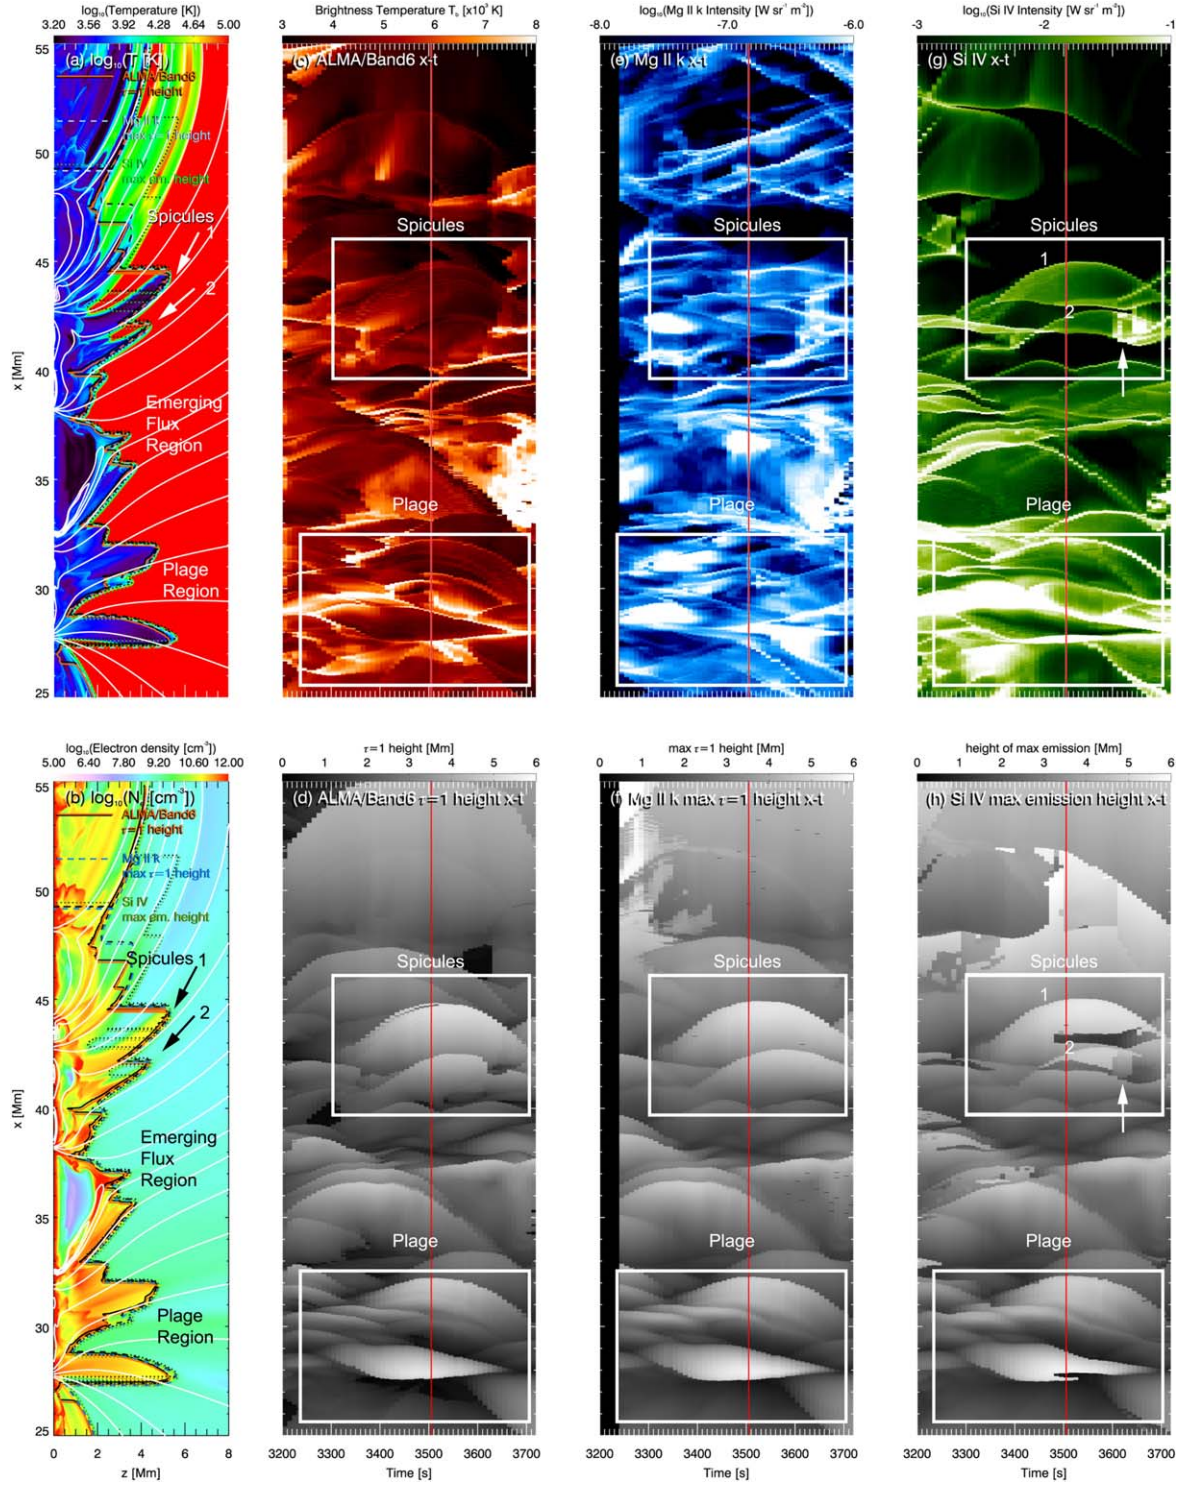 log₁₀(Temperature [K])
3.20 3.56 3.92 4.28 4.64 5.00
Brightness Temperature Tb [x10³ K]
3 4 5 6 7 8
log₁₀(Mg II k Intensity [W sr⁻¹ m⁻²])
-8.0 -7.0 -6.0
log₁₀(Si IV Intensity [W sr⁻¹ m⁻²])
-3 -2 -1
(a) log₁₀(T [K])
ALMA/Band6
τ=1 height
Mg II k
max τ=1 height
Si IV
max em. height
Spicules
1
2
Emerging
Flux
Region
Plage
Region
55
50
45
40
35
30
25
x [Mm]
(c) ALMA/Band6 x-t
Spicules
Plage
(e) Mg II k x-t
Spicules
Plage
(g) Si IV x-t
Spicules
1
2
Plage
log₁₀(Electron density [cm⁻³])
5.00 6.40 7.80 9.20 10.60 12.00
τ=1 height [Mm]
0 1 2 3 4 5 6
max τ=1 height [Mm]
0 1 2 3 4 5 6
height of max emission [Mm]
0 1 2 3 4 5 6
(b) log₁₀(Nₑ [cm⁻³])
ALMA/Band6
τ=1 height
Mg II k
max τ=1 height
Si IV
max em. height
Spicules 1
2
Emerging
Flux
Region
Plage
Region
55
50
45
40
35
30
25
x [Mm]
0 2 4 6 8
z [Mm]
(d) ALMA/Band6 τ=1 height x-t
Spicules
Plage
3200 3300 3400 3500 3600 3700
Time [s]
(f) Mg II k max τ=1 height x-t
Spicules
Plage
3200 3300 3400 3500 3600 3700
Time [s]
(h) Si IV max emission height x-t
Spicules
1
2
Plage
3200 3300 3400 3500 3600 3700
Time [s]